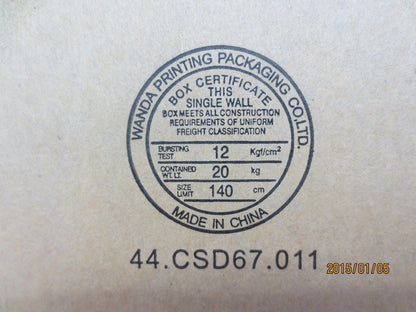 WANDA PRINTING PACKAGING CO,LTD.
BOX CERTIFICATE
THIS
SINGLE WALL
BOX MEETS ALL CONSTRUCTION
REQUIREMENTS OF UNIFORM
FREIGHT CLASSIFICATION
BURSTING TEST 12 Kgf/cm²
CONTAINED WT. LT. 20 kg
SIZE LIMIT 140 cm
MADE IN CHINA
44.CSD67.011
2015/01/05